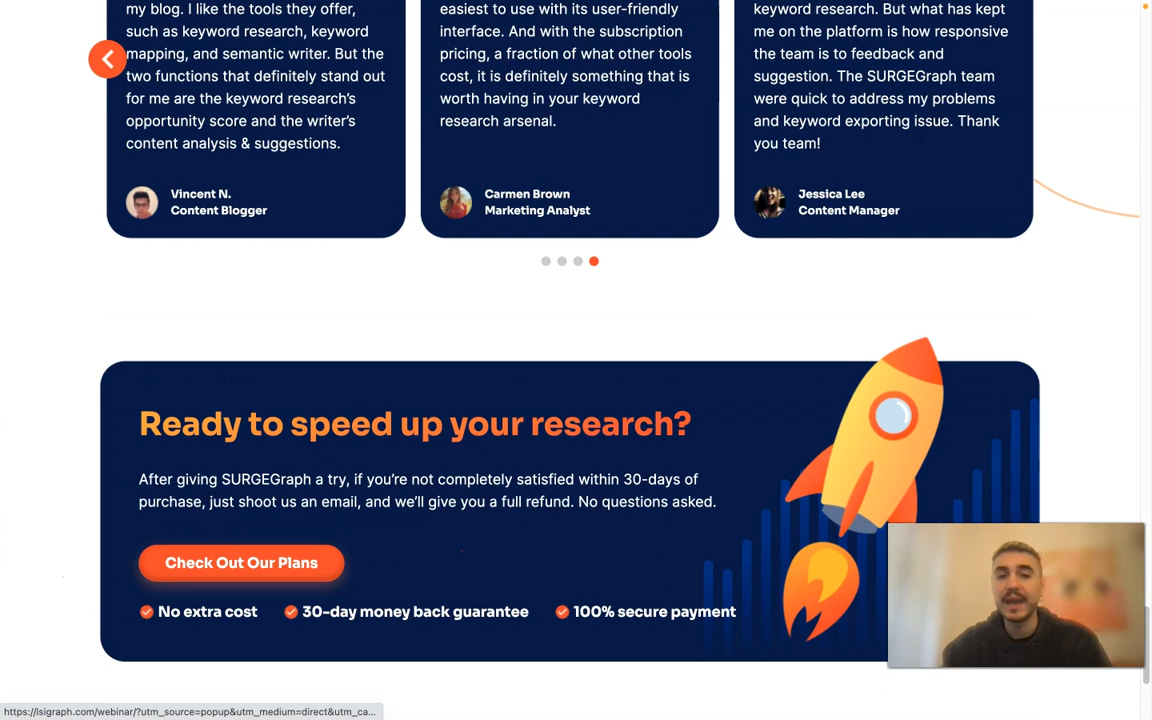 my blog. I like the tools they offer,
such as keyword research, keyword
mapping, and semantic writer. But the
two functions that definitely stand out
for me are the keyword research's
opportunity score and the writer's
content analysis & suggestions.
Vincent N.
Content Blogger
easiest to use with its user-friendly
interface. And with the subscription
pricing, a fraction of what other tools
cost, it is definitely something that is
worth having in your keyword
research arsenal.
Carmen Brown
Marketing Analyst
keyword research. But what has kept
me on the platform is how responsive
the team is to feedback and
suggestion. The SURGEGraph team
were quick to address my problems
and keyword exporting issue. Thank
you team!
Jessica Lee
Content Manager
Ready to speed up your research?
After giving SURGEGraph a try, if you're not completely satisfied within 30-days of
purchase, just shoot us an email, and we'll give you a full refund. No questions asked.
Check Out Our Plans
No extra cost
30-day money back guarantee
100% secure payment
https://lsigraph.com/webinar/?utm_source=popup&utm_medium=direct&utm_ca...